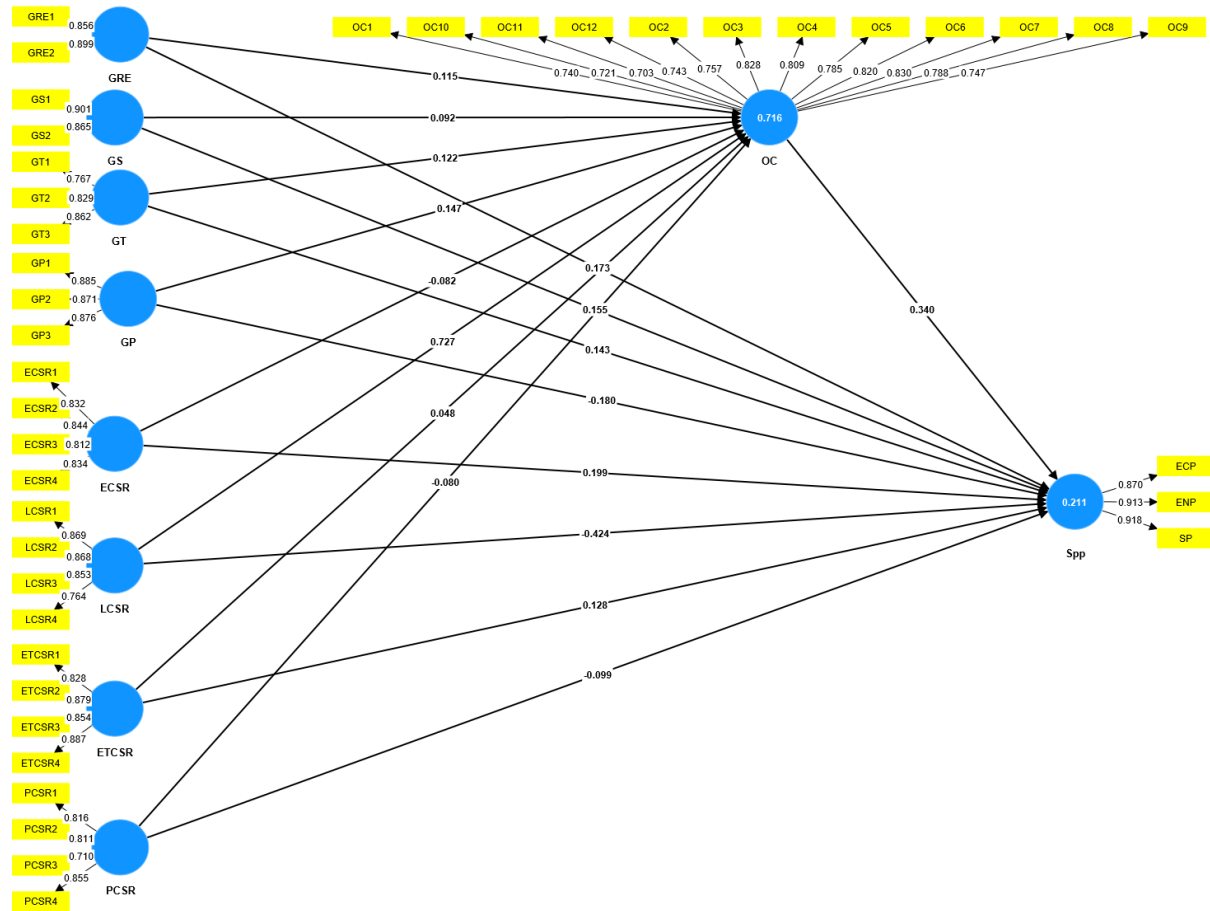 GRE1
0.856
GRE2
0.899
GRE
GS1
0.901
GS2
0.865
GS
GT1
0.767
GT2
0.829
GT3
0.862
GT
GP1
0.885
GP2
0.871
GP3
0.876
GP
ECSR1
0.832
ECSR2
0.844
ECSR3
0.812
ECSR4
0.834
ECSR
LCSR1
0.869
LCSR2
0.868
LCSR3
0.853
LCSR4
0.764
LCSR
ETCSR1
0.828
ETCSR2
0.879
ETCSR3
0.854
ETCSR4
0.887
ETCSR
PCSR1
0.816
PCSR2
0.811
PCSR3
0.710
PCSR4
0.855
PCSR
OC1 OC10 OC11 OC12 OC2 OC3 OC4 OC5 OC6 OC7 OC8 OC9
0.740 0.721 0.703 0.743 0.757 0.828 0.809 0.785 0.820 0.830 0.788 0.747
0.716
OC
0.115
0.092
0.122
0.147
-0.082
0.727
0.048
-0.080
0.173
0.155
0.143
-0.180
0.199
-0.424
0.128
-0.099
0.340
0.211
Spp
ECP
0.870
ENP
0.913
SP
0.918